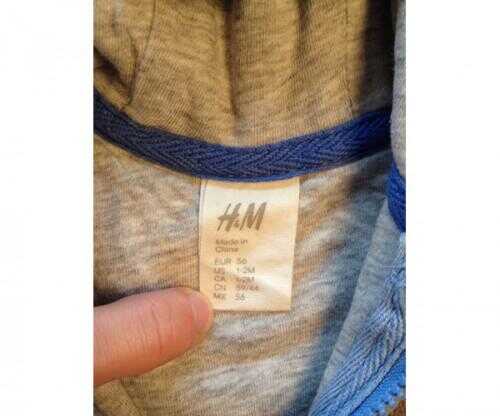 H&M
Made in
China
EUR 56
US 1-2M
CA 1-2M
CN 59/44
MX 56